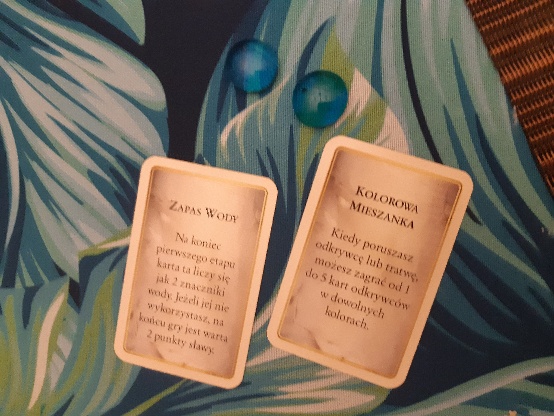 Zapas Wody
Na koniec
pierwszego etapu
karta ta liczy się
jak 2 znaczniki
wody. Jeżeli jej nie
wykorzystasz, na
końcu gry jest warta
2 punkty sławy.
Kolorowa
Mieszanka
Kiedy poruszasz
odkrywcę lub tratwę,
możesz zagrać od 1
do 5 kart odkrywców
w dowolnych
kolorach.